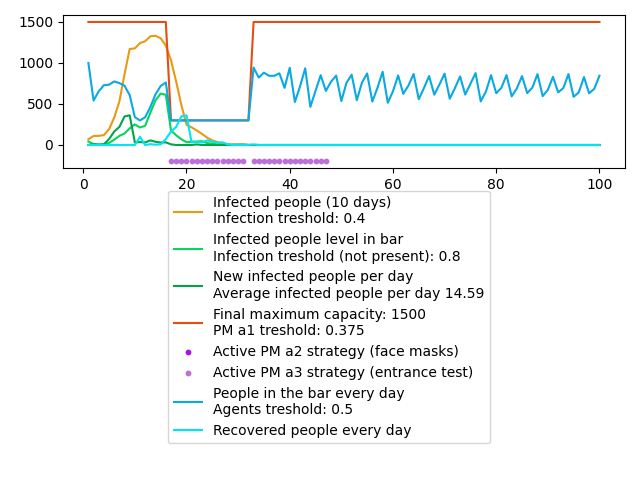 1500
1000
500
0
0
20
40
60
80
100
Infected people (10 days)
Infection treshold: 0.4
Infected people level in bar
Infection treshold (not present): 0.8
New infected people per day
Average infected people per day 14.59
Final maximum capacity: 1500
PM a1 treshold: 0.375
Active PM a2 strategy (face masks)
Active PM a3 strategy (entrance test)
People in the bar every day
Agents treshold: 0.5
Recovered people every day